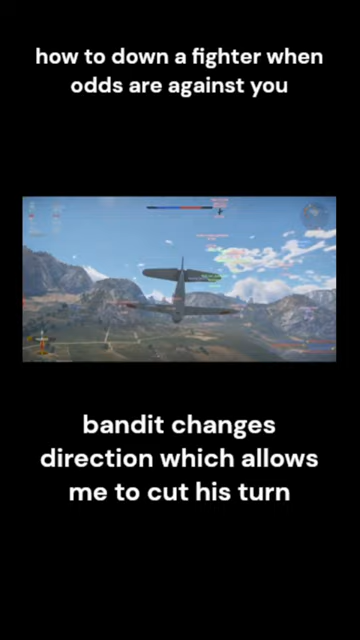 how to down a fighter when
odds are against you
bandit changes
direction which allows
me to cut his turn